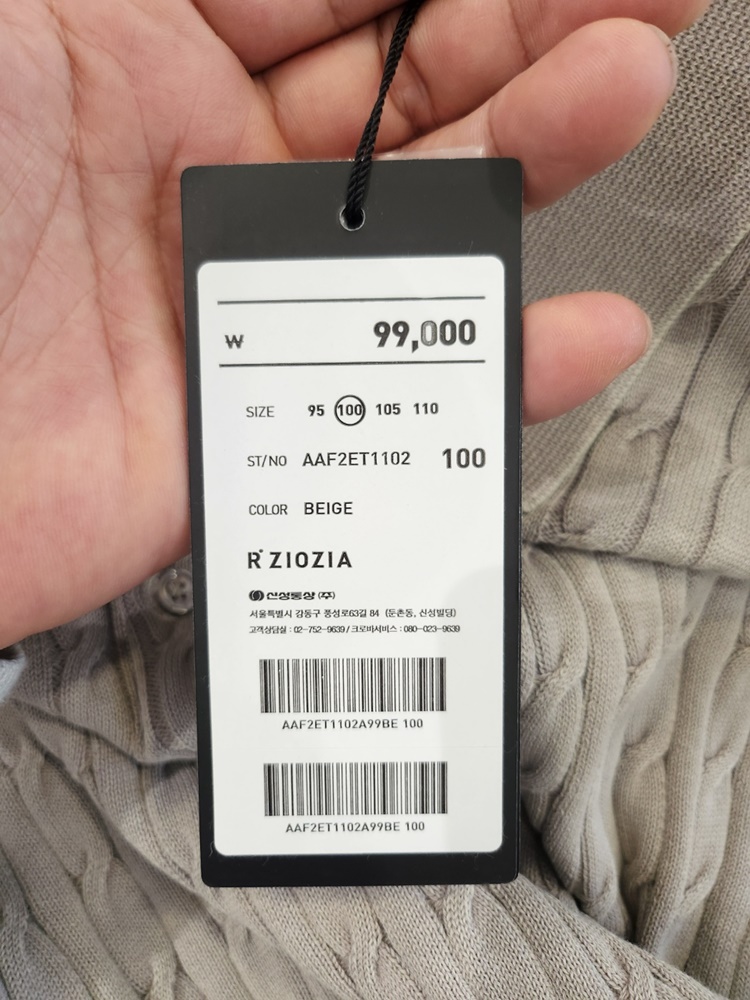 ₩ 99,000
SIZE 95 100 105 110
ST/NO AAF2ET1102 100
COLOR BEIGE
R* ZIOZIA
신성통상(주)
서울특별시 강동구 풍성로63길 84 (둔촌동, 신성빌딩)
고객상담실 : 02-752-9639 / 크로바서비스 : 080-023-9639
AAF2ET1102A99BE 100
AAF2ET1102A99BE 100